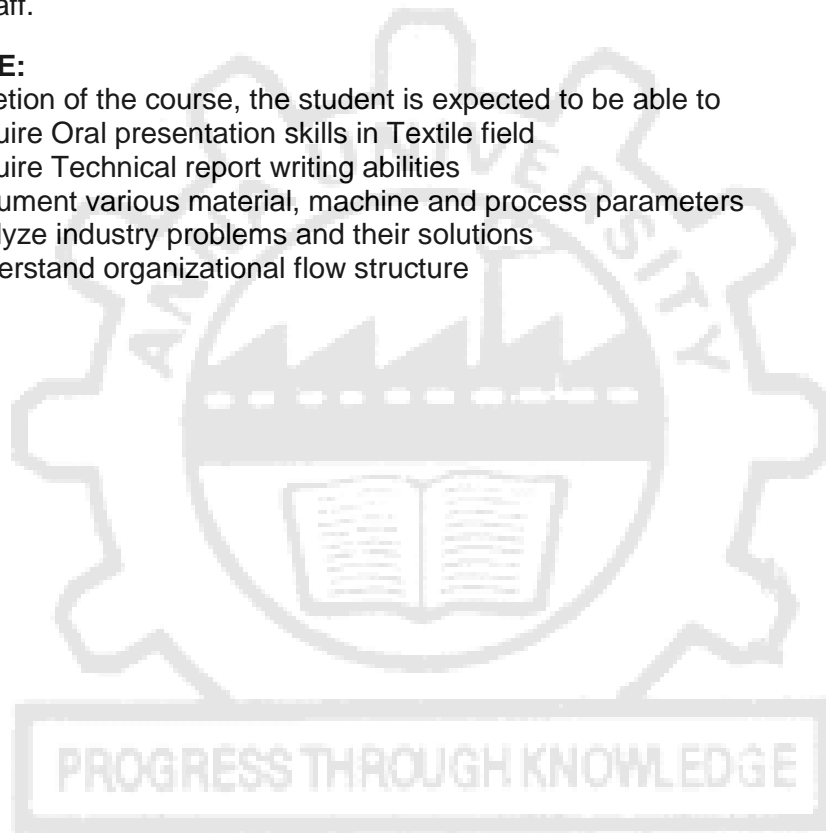 aff.
E:
etion of the course, the student is expected to be able to
uire Oral presentation skills in Textile field
uire Technical report writing abilities
ument various material, machine and process parameters
lyze industry problems and their solutions
erstand organizational flow structure
ANNA UNIVERSITY
PROGRESS THROUGH KNOWLEDGE